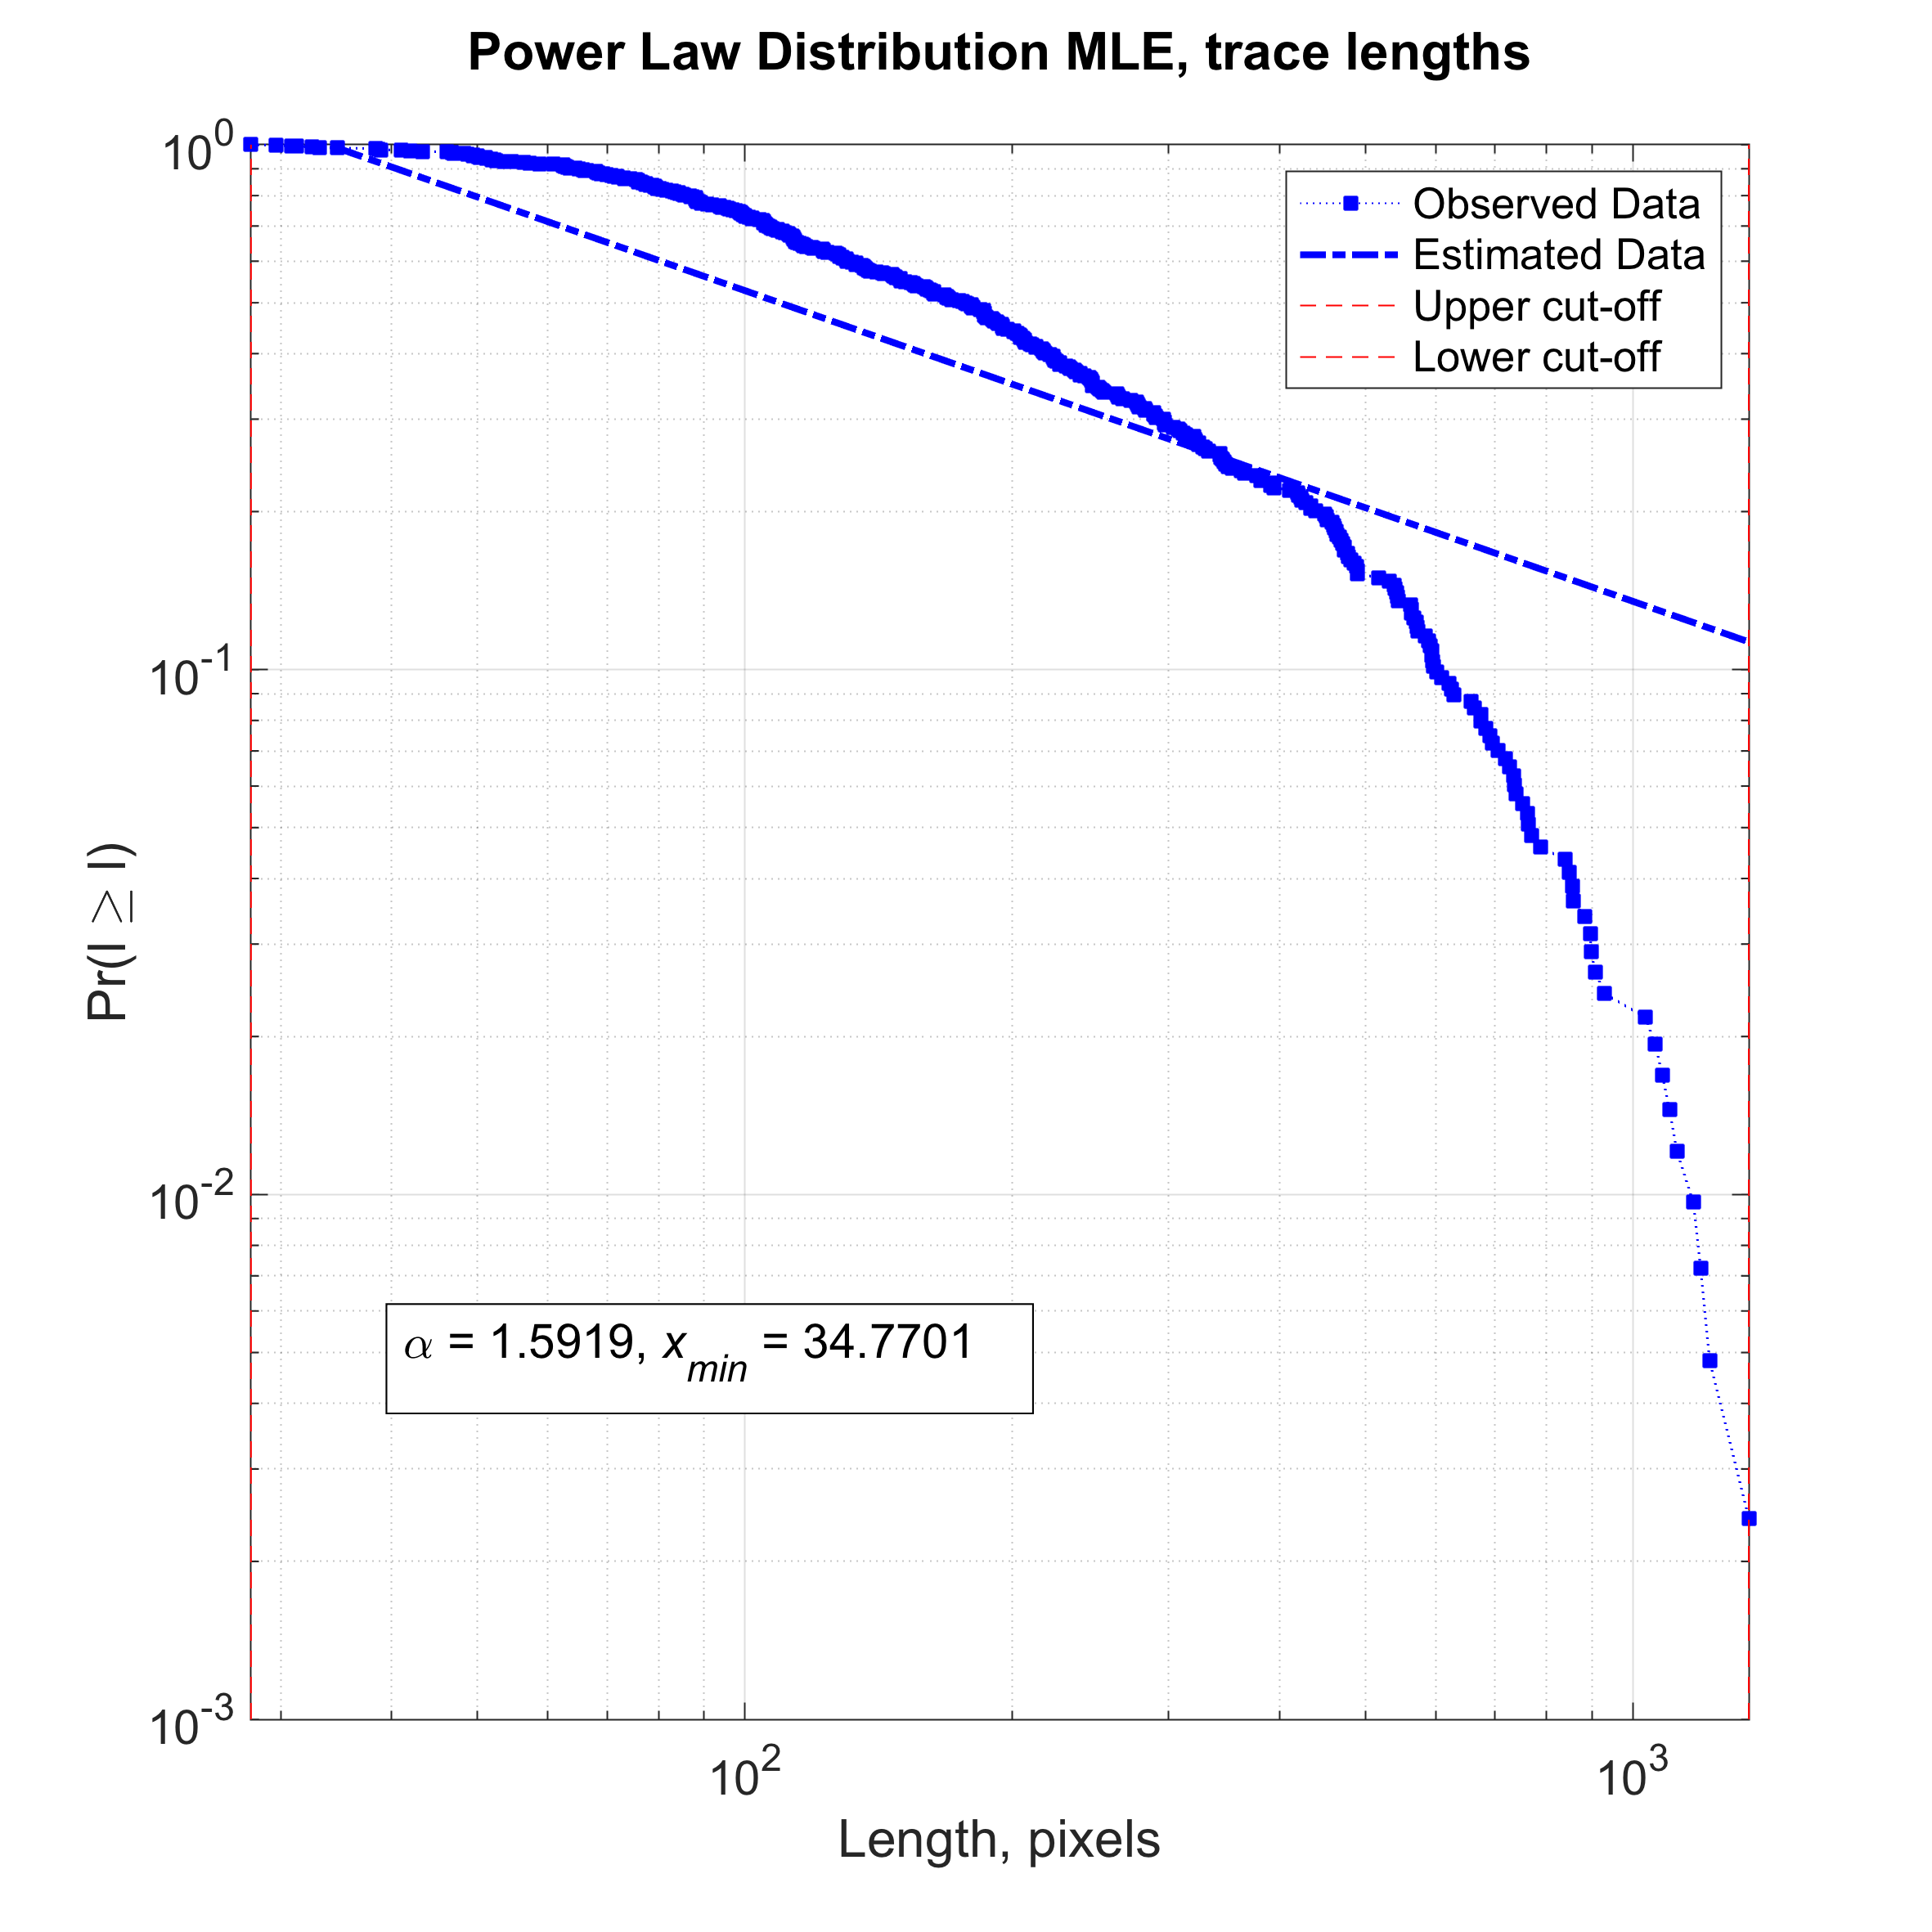 Power Law Distribution MLE, trace lengths
10^0
Observed Data
Estimated Data
Upper cut-off
Lower cut-off
10^-1
Pr(l ≥ l)
10^-2
α = 1.5919, x_min = 34.7701
10^-3
10^2 10^3
Length, pixels